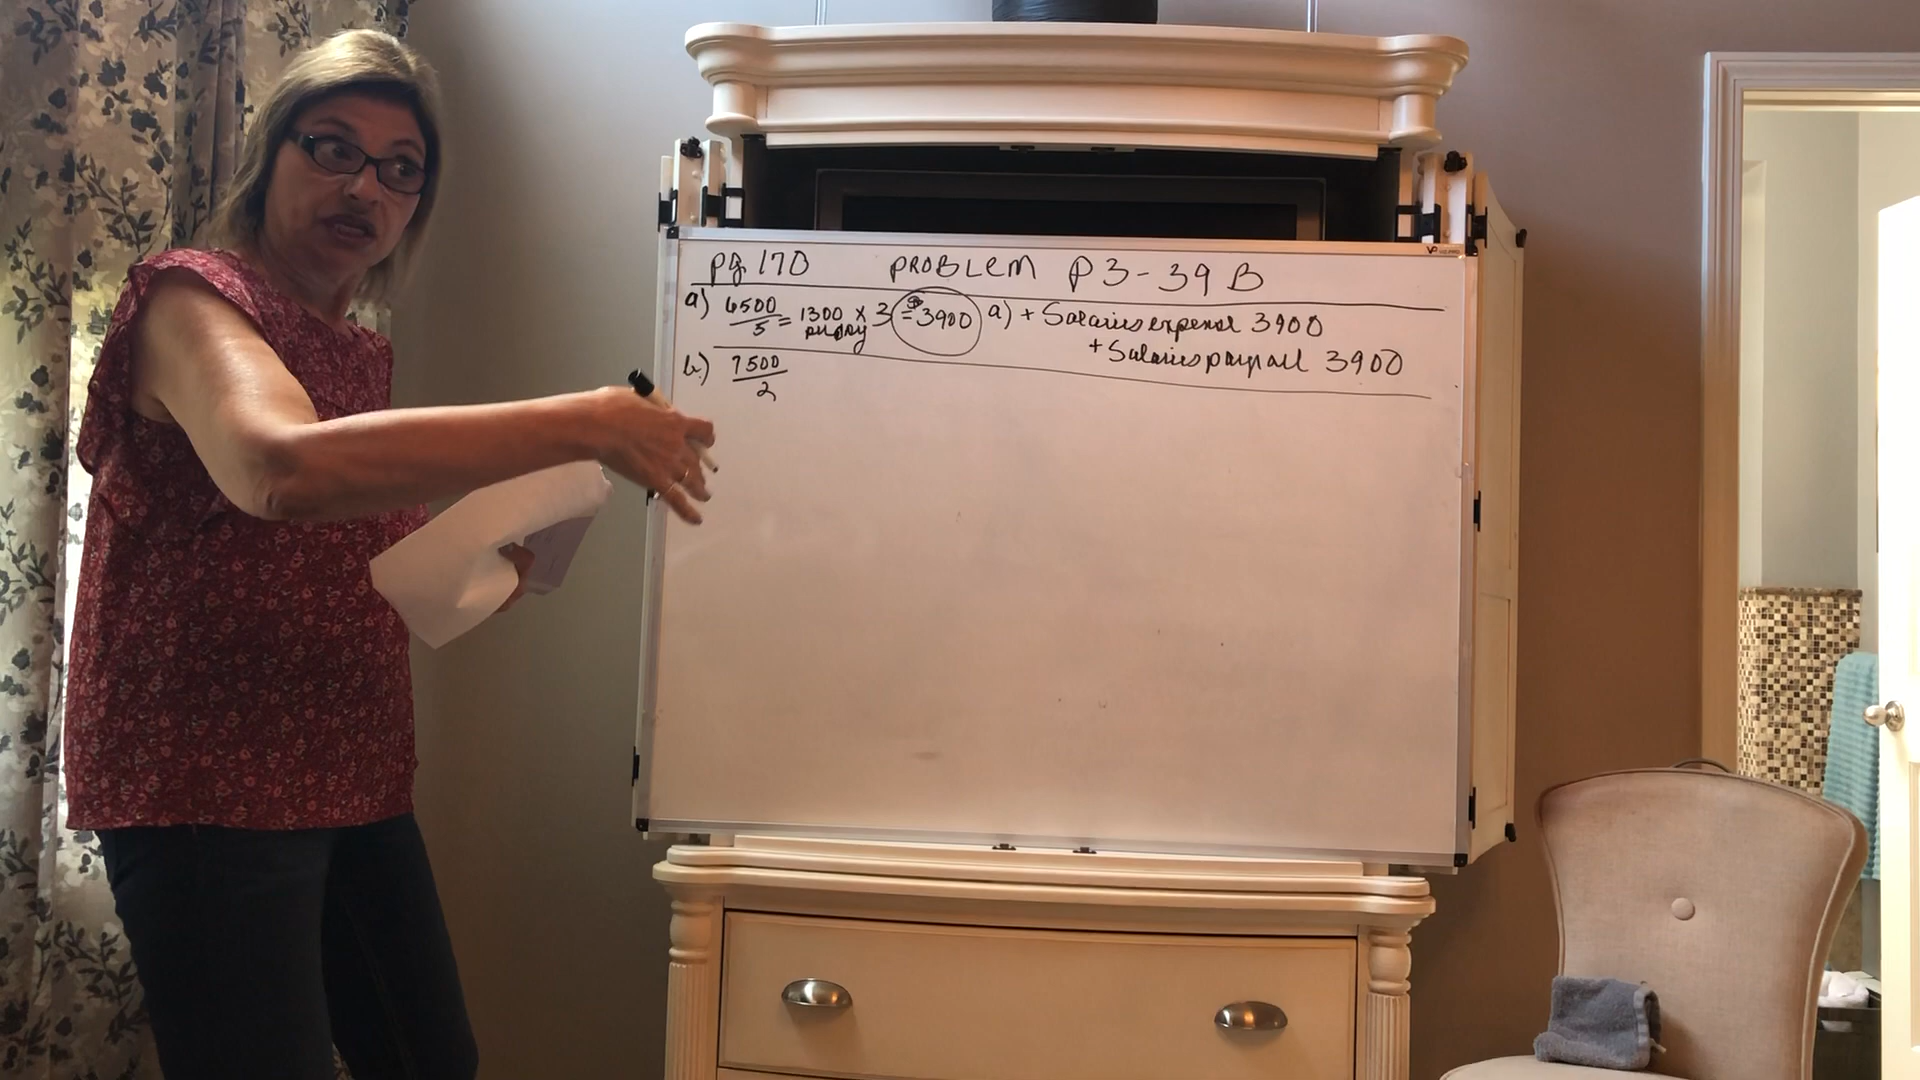 pg 170 PROBLEM P3-39B
a) 6500
/5 = 1300 x 3 = $3900
per day
a) + Salaries expense 3900
+ Salaries payable 3900
b.) 7500
/2